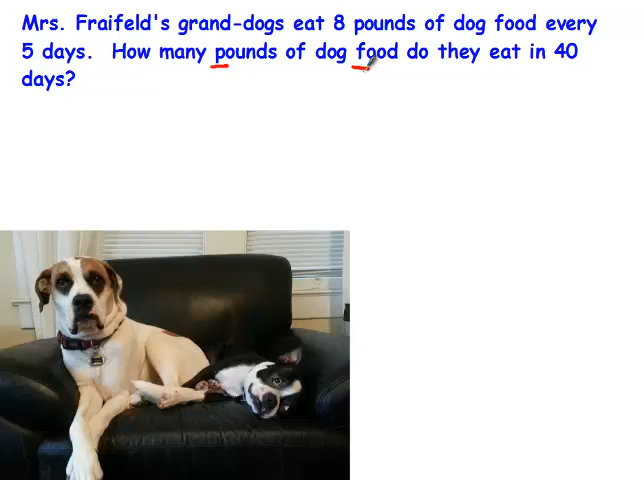 Mrs. Fraifeld's grand-dogs eat 8 pounds of dog food every
5 days.  How many pounds of dog food do they eat in 40
days?